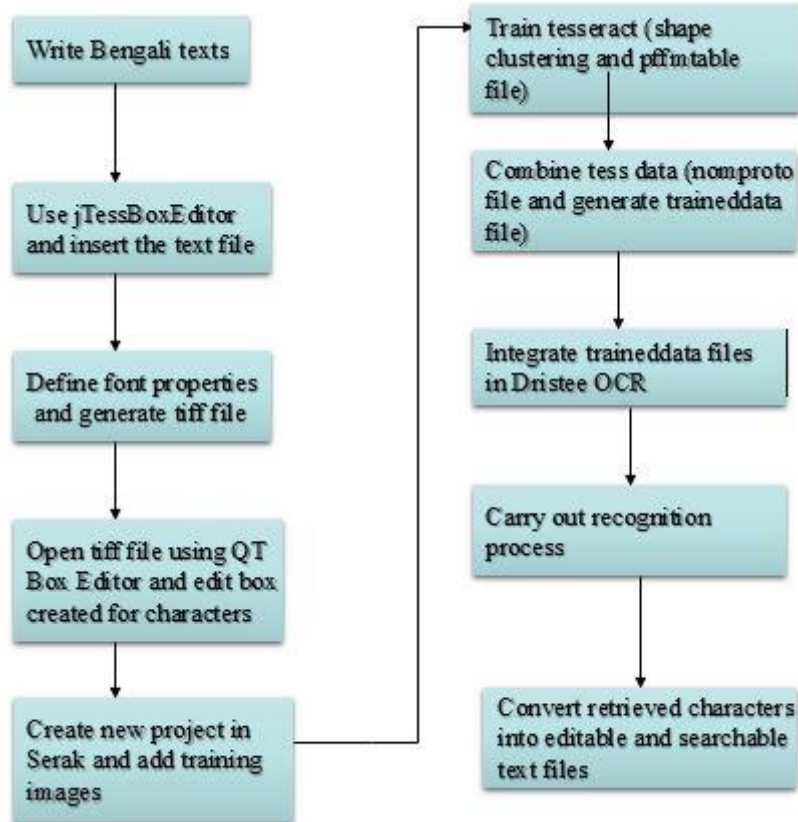 Write Bengali texts
Use jTessBoxEditor
and insert the text file
Define font properties
and generate tiff file
Open tiff file using QT
Box Editor and edit box
created for characters
Create new project in
Serak and add training
images
Train tesseract (shape
clustering and pffmtable
file)
Combine tess data (nomproto
file and generate traineddata
file)
Integrate traineddata files
in Dristee OCR
Carry out recognition
process
Convert retrieved characters
into editable and searchable
text files